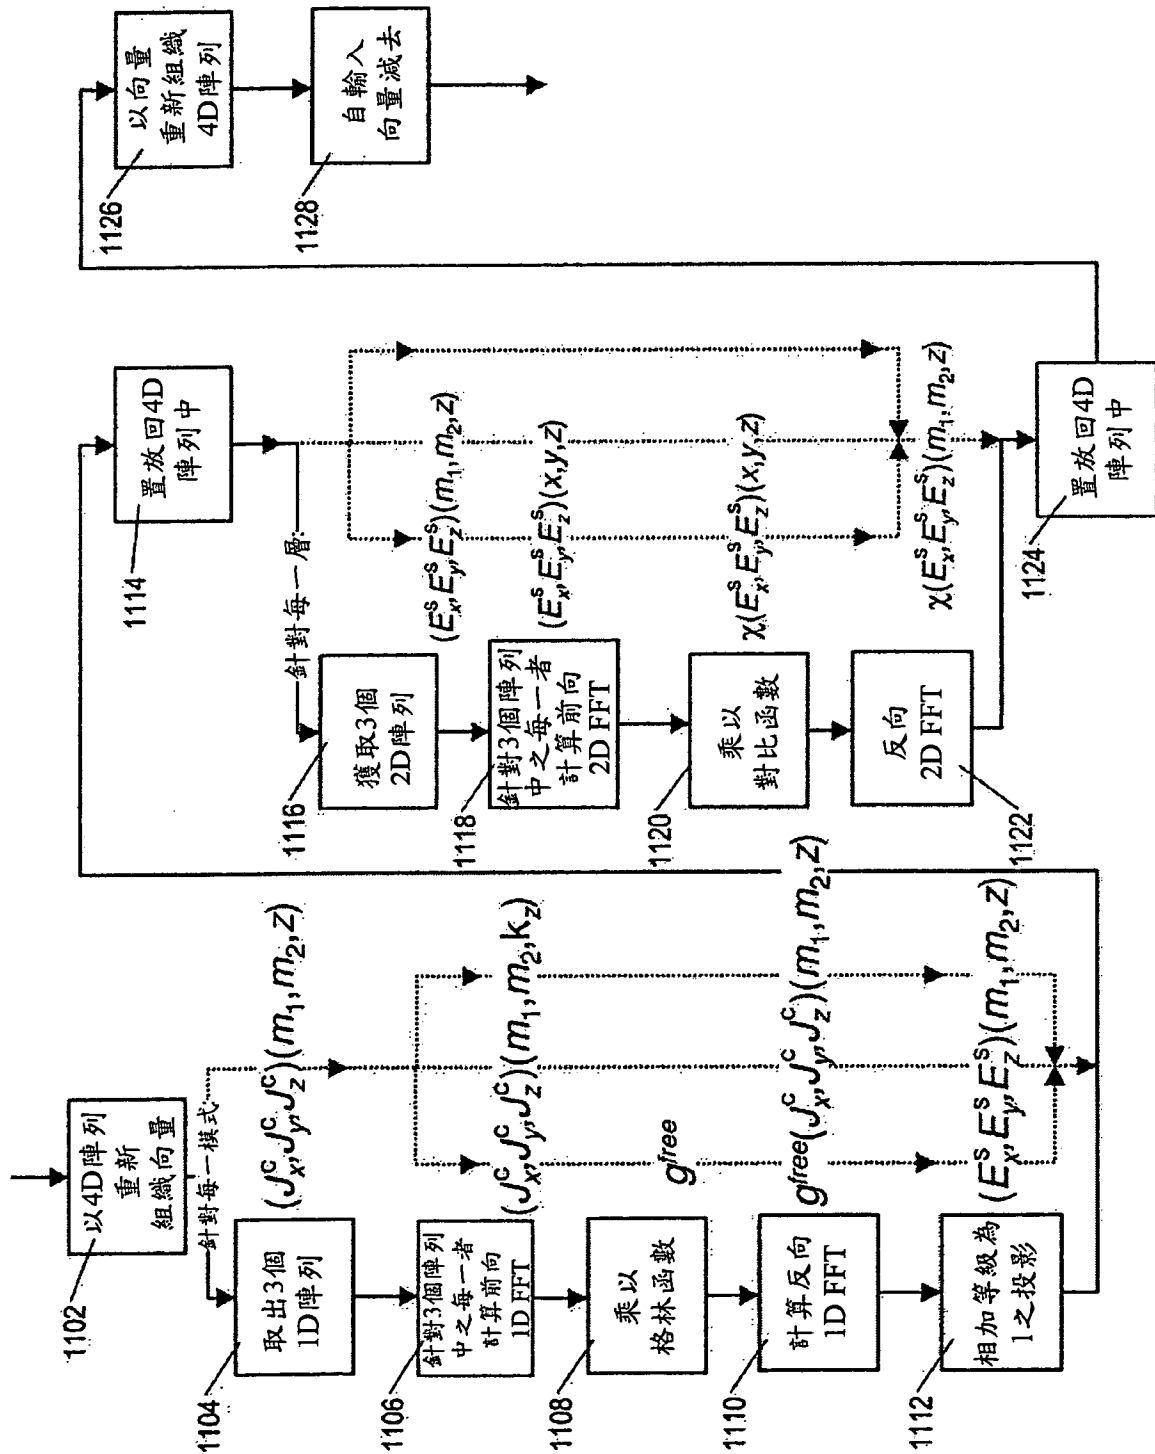 1102
以4D陣列
重新
組織向量
針對每一模式
1104
取出3個
1D陣列
(J_x^c,J_y^c,J_z^c)(m_1,m_2,z)
1106
針對3個陣列
中之每一者
計算前向
1D FFT
(J_x^c,J_y^c,J_z^c)(m_1,m_2,k_z)
1108
乘以
格林函數
g^free
1110
計算反向
1D FFT
g^free(J_x^c,J_y^c,J_z^c)(m_1,m_2,z)
1112
相加等級為
1之投影
(E_x^s,E_y^s,E_z^s)(m_1,m_2,z)
1114
置放回4D
陣列中
針對每一層
1116
獲取3個
2D陣列
(E_x^s,E_y^s,E_z^s)(m_1,m_2,z)
1118
針對3個陣列
中之每一者
計算前向
2D FFT
(E_x^s,E_y^s,E_z^s)(x,y,z)
1120
乘以
對比函數
χ(E_x^s,E_y^s,E_z^s)(x,y,z)
1122
反向
2D FFT
χ(E_x^s,E_y^s,E_z^s)(m_1,m_2,z)
1124
置放回4D
陣列中
1126
以向量
重新組織
4D陣列
1128
自輸入
向量減去